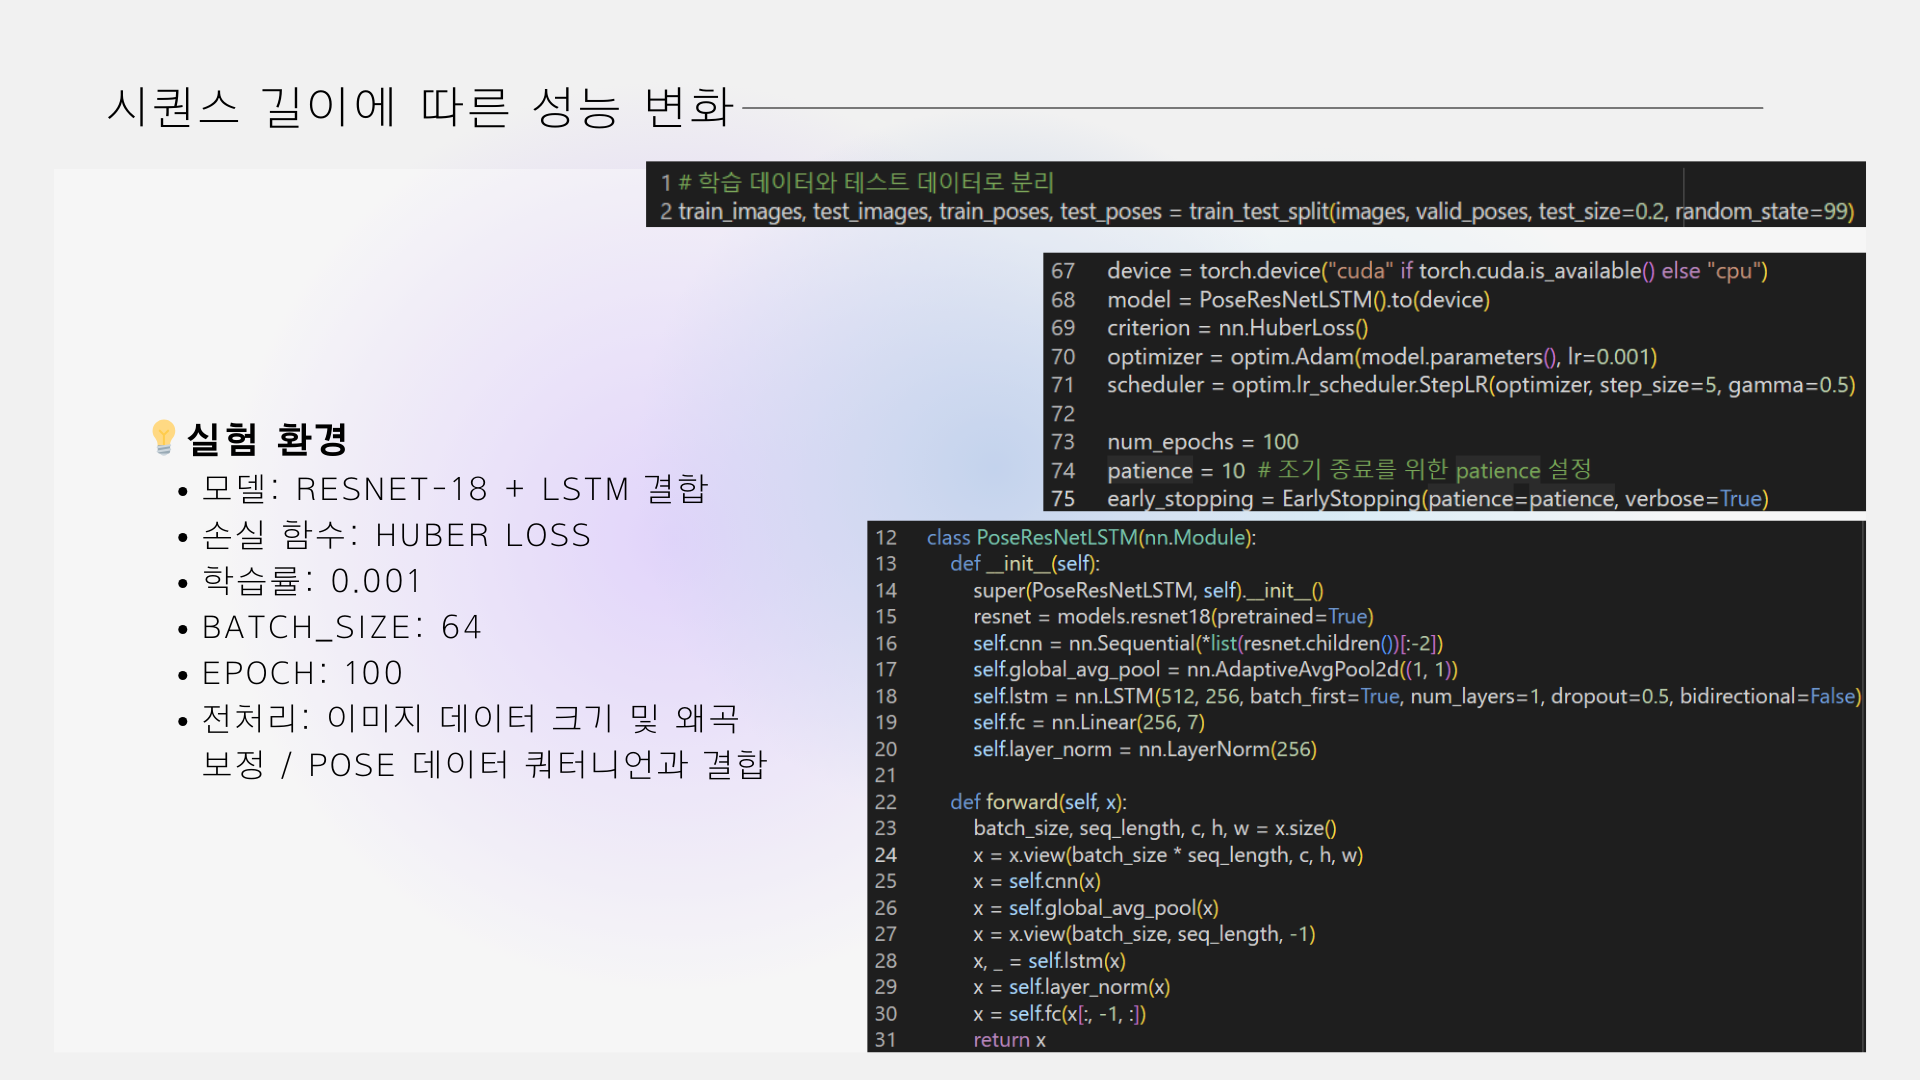 시퀀스 길이에 따른 성능 변화
1 # 학습 데이터와 테스트 데이터로 분리
2 train_images, test_images, train_poses, test_poses = train_test_split(images, valid_poses, test_size=0.2, random_state=99)
67 device = torch.device("cuda" if torch.cuda.is_available() else "cpu")
68 model = PoseResNetLSTM().to(device)
69 criterion = nn.HuberLoss()
70 optimizer = optim.Adam(model.parameters(), lr=0.001)
71 scheduler = optim.lr_scheduler.StepLR(optimizer, step_size=5, gamma=0.5)
72
73 num_epochs = 100
74 patience = 10 # 조기 종료를 위한 patience 설정
75 early_stopping = EarlyStopping(patience=patience, verbose=True)
💡실험 환경
• 모델: RESNET-18 + LSTM 결합
• 손실 함수: HUBER LOSS
• 학습률: 0.001
• BATCH_SIZE: 64
• EPOCH: 100
• 전처리: 이미지 데이터 크기 및 왜곡
보정 / POSE 데이터 쿼터니언과 결합
12 class PoseResNetLSTM(nn.Module):
13 def __init__(self):
14 super(PoseResNetLSTM, self).__init__()
15 resnet = models.resnet18(pretrained=True)
16 self.cnn = nn.Sequential(*list(resnet.children())[:-2])
17 self.global_avg_pool = nn.AdaptiveAvgPool2d((1, 1))
18 self.lstm = nn.LSTM(512, 256, batch_first=True, num_layers=1, dropout=0.5, bidirectional=False)
19 self.fc = nn.Linear(256, 7)
20 self.layer_norm = nn.LayerNorm(256)
21
22 def forward(self, x):
23 batch_size, seq_length, c, h, w = x.size()
24 x = x.view(batch_size * seq_length, c, h, w)
25 x = self.cnn(x)
26 x = self.global_avg_pool(x)
27 x = x.view(batch_size, seq_length, -1)
28 x, _ = self.lstm(x)
29 x = self.layer_norm(x)
30 x = self.fc(x[:, -1, :])
31 return x